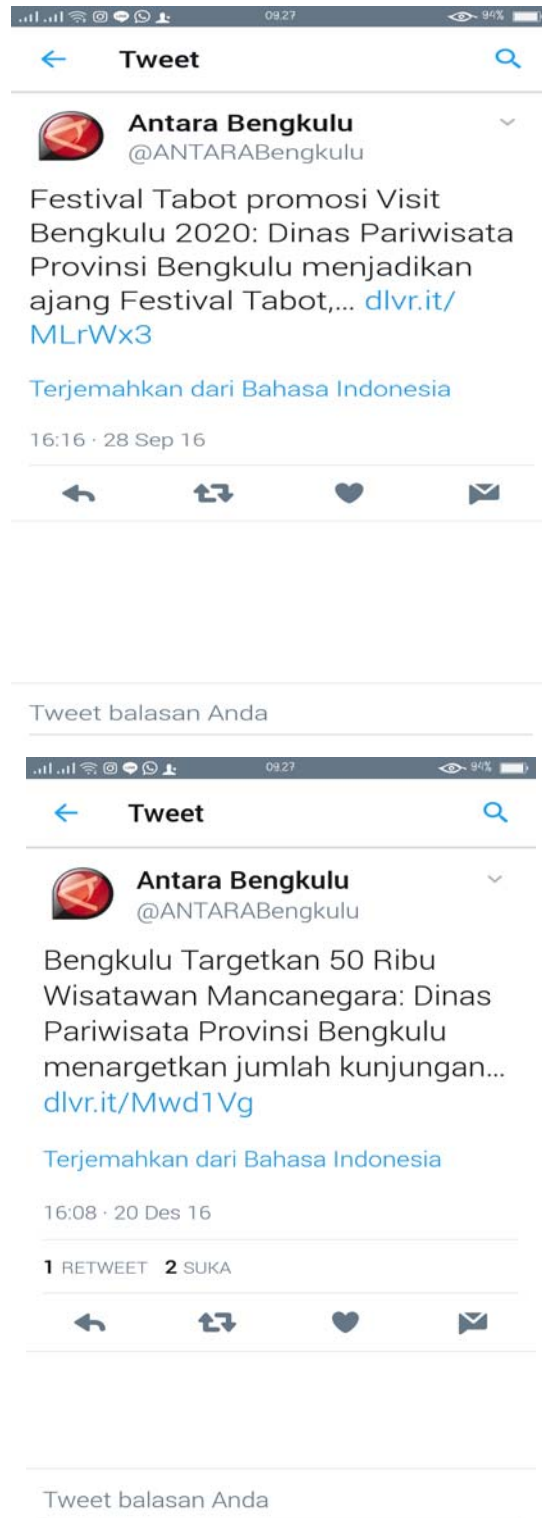 09.27
94%
Tweet
Antara Bengkulu
@ANTARABengkulu
Festival Tabot promosi Visit
Bengkulu 2020: Dinas Pariwisata
Provinsi Bengkulu menjadikan
ajang Festival Tabot,... dlvr.it/
MLrWx3
Terjemahkan dari Bahasa Indonesia
16:16 · 28 Sep 16
Tweet balasan Anda
09.27
94%
Tweet
Antara Bengkulu
@ANTARABengkulu
Bengkulu Targetkan 50 Ribu
Wisatawan Mancanegara: Dinas
Pariwisata Provinsi Bengkulu
menargetkan jumlah kunjungan...
dlvr.it/Mwd1Vg
Terjemahkan dari Bahasa Indonesia
16:08 · 20 Des 16
1 RETWEET 2 SUKA
Tweet balasan Anda